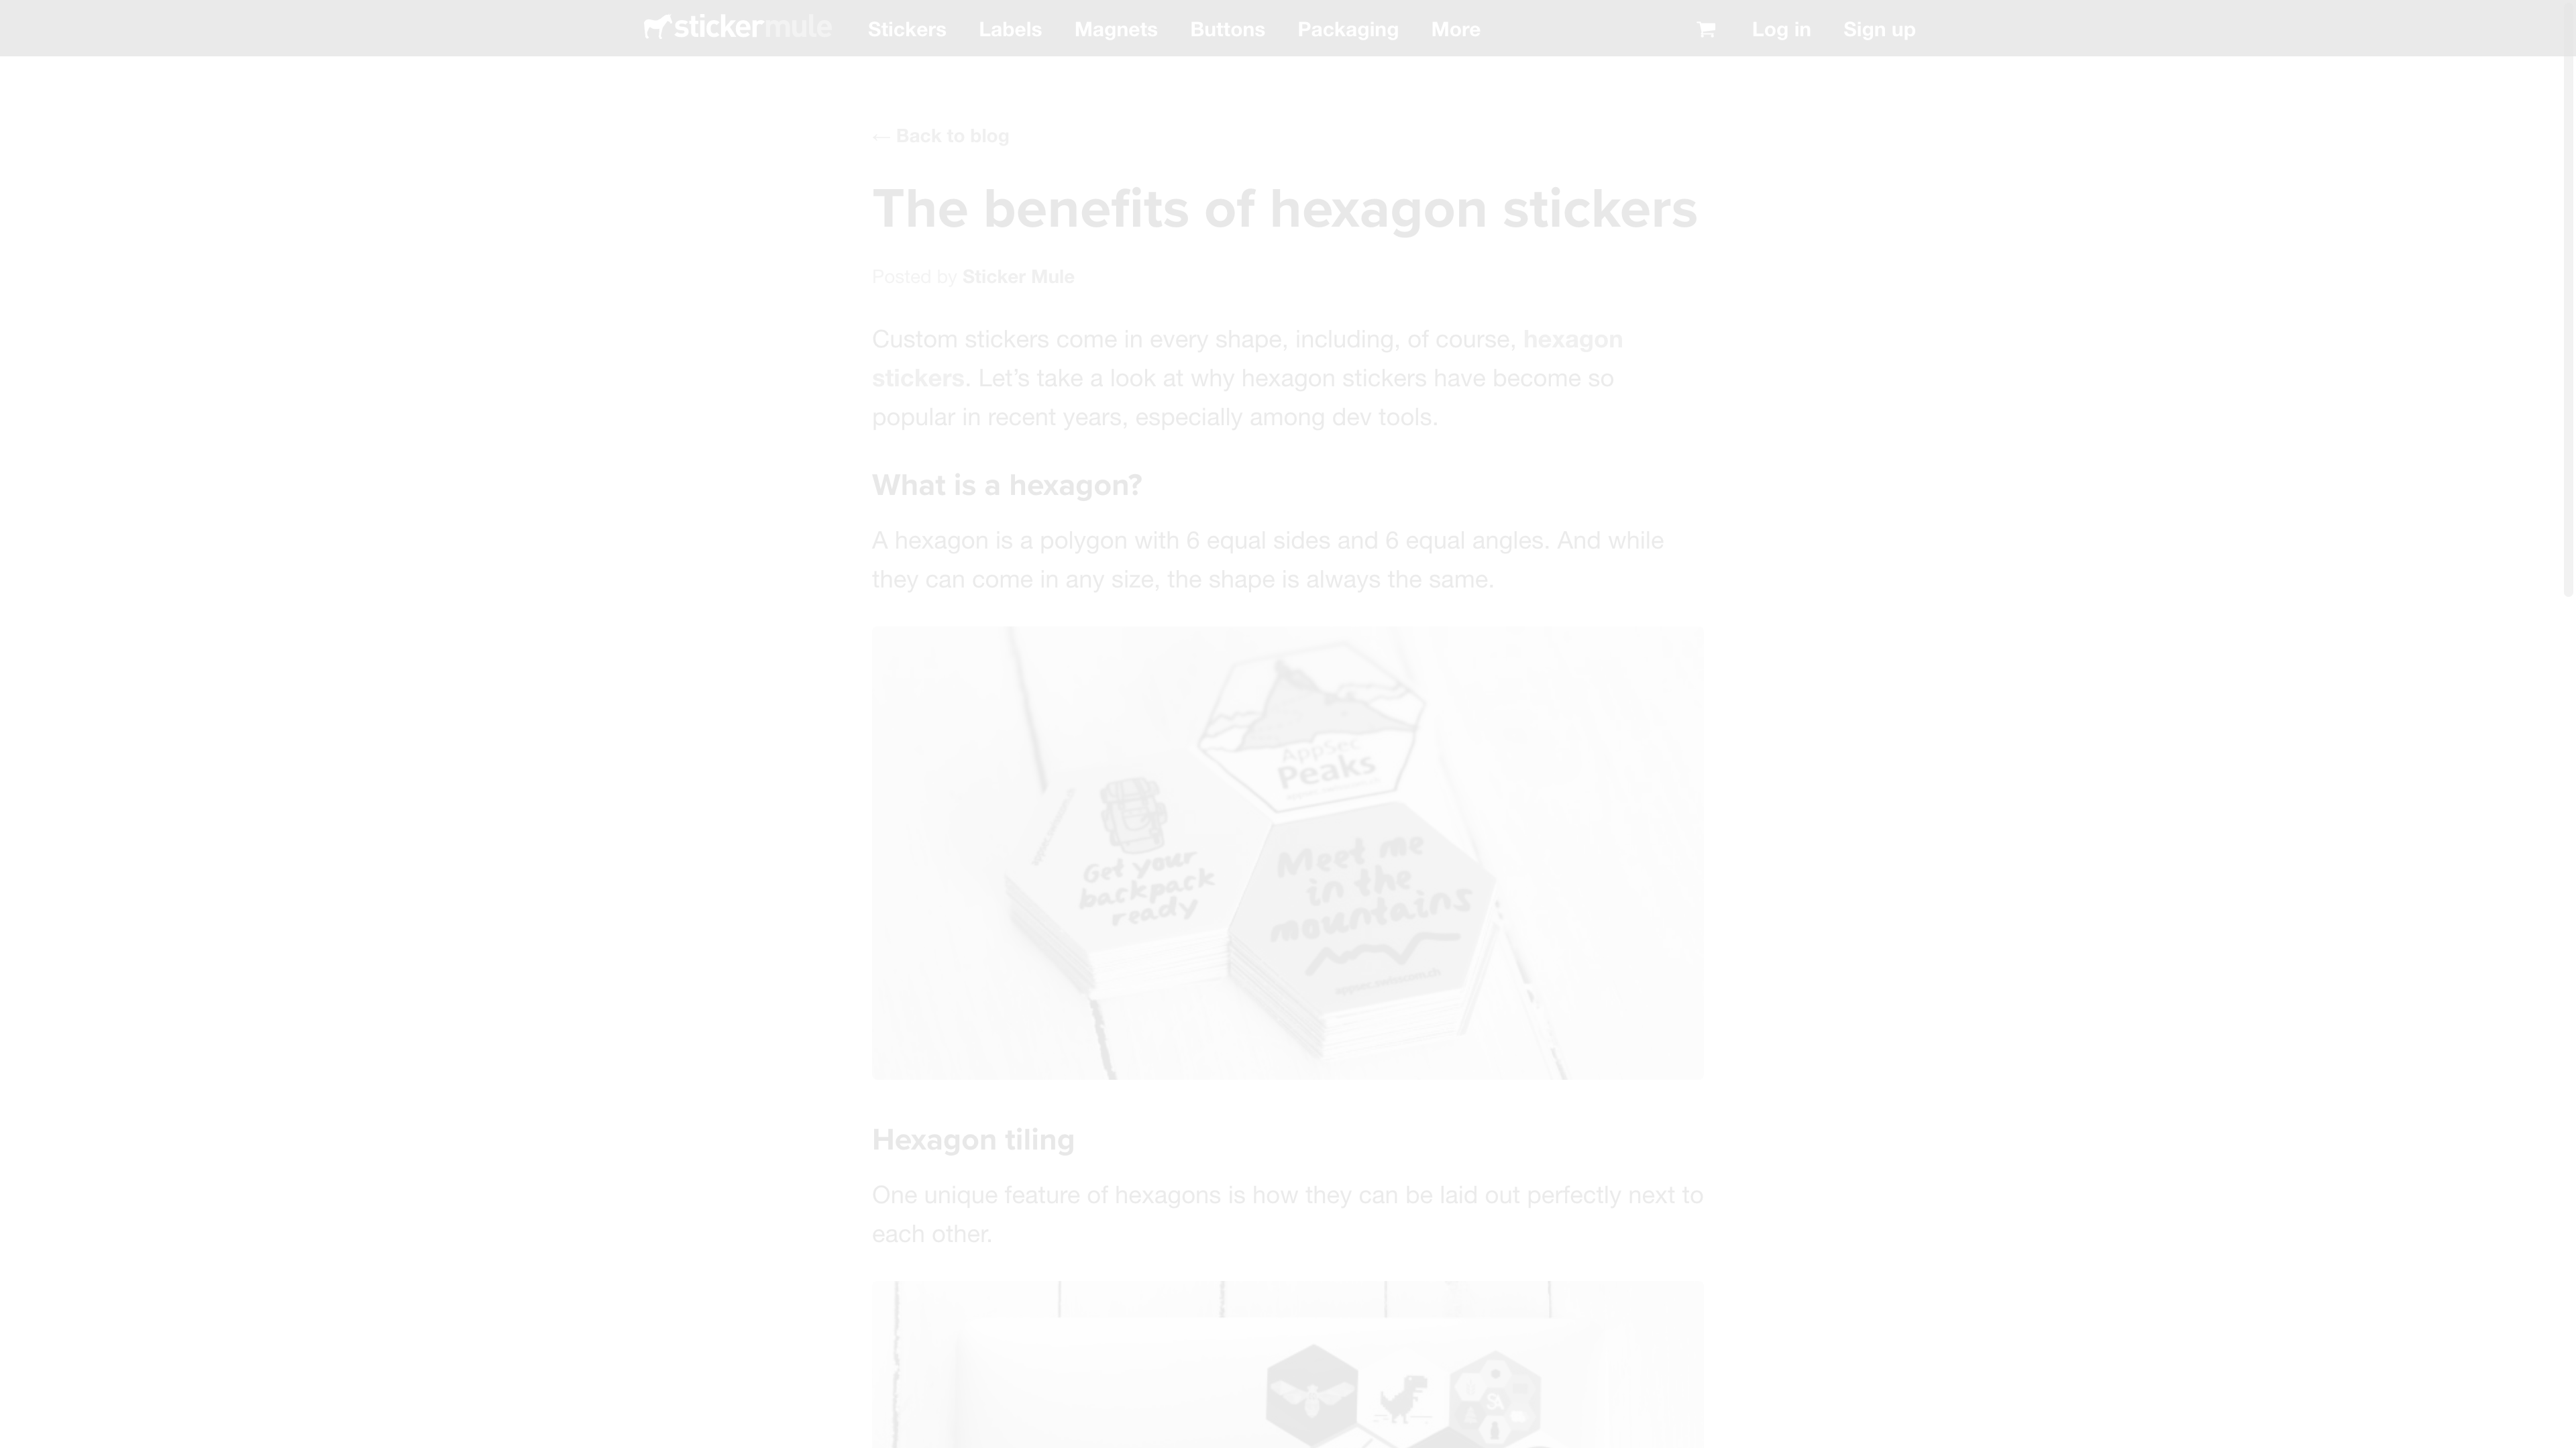 stickermule Stickers Labels Magnets Buttons Packaging More Log in Sign up
← Back to blog
The benefits of hexagon stickers
Posted by Sticker Mule
Custom stickers come in every shape, including, of course, hexagon
stickers. Let’s take a look at why hexagon stickers have become so
popular in recent years, especially among dev tools.
What is a hexagon?
A hexagon is a polygon with 6 equal sides and 6 equal angles. And while
they can come in any size, the shape is always the same.
AppSec
Peaks
Get your
backpack
ready
Meet me
in the
mountains
Hexagon tiling
One unique feature of hexagons is how they can be laid out perfectly next to
each other.
SA